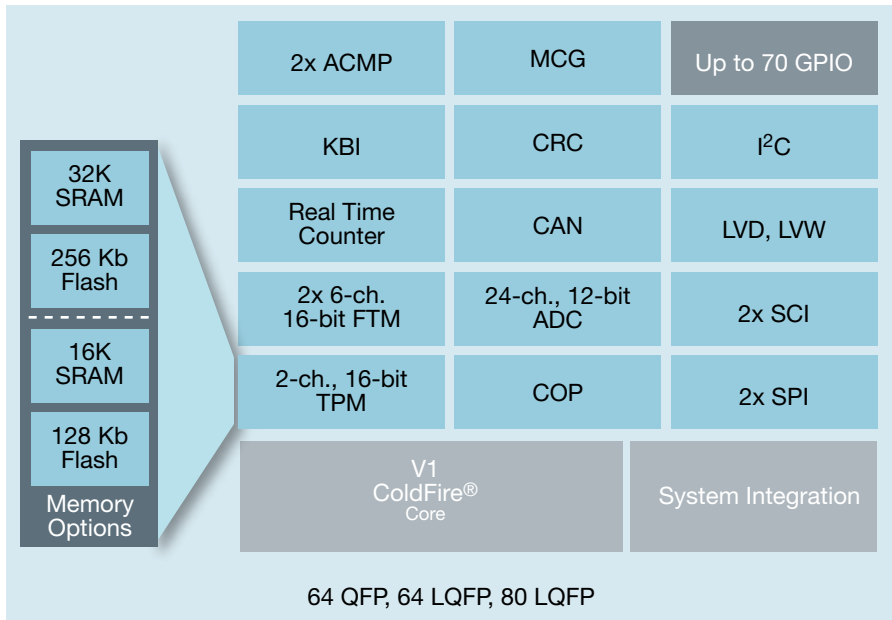 2x ACMP
MCG
Up to 70 GPIO
KBI
CRC
I²C
Real Time
Counter
CAN
LVD, LVW
2x 6-ch.
16-bit FTM
24-ch., 12-bit
ADC
2x SCI
2-ch., 16-bit
TPM
COP
2x SPI
32K
SRAM
256 Kb
Flash
16K
SRAM
128 Kb
Flash
Memory
Options
V1
ColdFire®
Core
System Integration
64 QFP, 64 LQFP, 80 LQFP